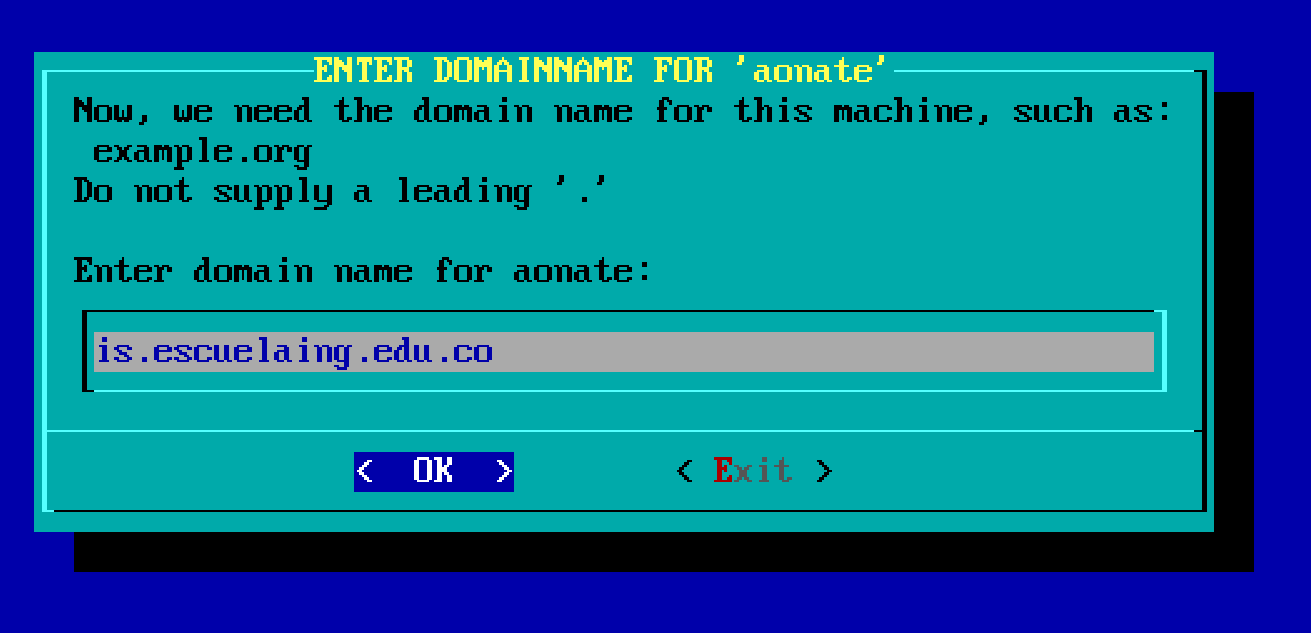 ENTER DOMAINNAME FOR 'aonate'
Now, we need the domain name for this machine, such as:
example.org
Do not supply a leading '.'
Enter domain name for aonate:
is.escuelaing.edu.co
< OK > < Exit >